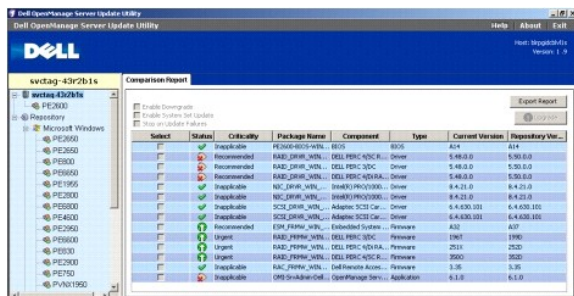 Dell OpenManage Server Update Utility
Dell OpenManage Server Update Utility Help About Exit
DELL
Version: 1.9
svctag-43r2b1s
Comparison Report
svctag-43r2b1s
PE2600
Repository
Microsoft Windows
PE2650
PE2850
PE800
PE6650
PE1955
PE2800
PE6800
PE4600
PE2950
PE6600
PE830
PE2900
PE750
PVNX1950
Enable Downgrade
Enable System Set Update
Stop on Update Failures
Export Report
Upgrade
Select Status Criticality Package Name Component Type Current Version Repository Ver...
Inapplicable PE2600-BIOS-WIN... BIOS BIOS A14 A14
Recommended RAID_DRVR_WIN... DELL PERC 4/SC R... Driver 5.48.0.0 5.50.0.0
Recommended RAID_DRVR_WIN... DELL PERC 3/DC Driver 5.48.0.0 5.50.0.0
Recommended RAID_DRVR_WIN... DELL PERC 4/Di RA... Driver 5.48.0.0 5.50.0.0
Inapplicable NIC_DRVR_WIN_... Intel(R) PRO/1000... Driver 8.4.21.0 8.4.21.0
Inapplicable NIC_DRVR_WIN_... Intel(R) PRO/1000... Driver 8.4.21.0 8.4.21.0
Inapplicable SCSI_DRVR_WIN... Adaptec SCSI Car... Driver 6.4.630.101 6.4.630.101
Inapplicable SCSI_DRVR_WIN... Adaptec SCSI Car... Driver 6.4.630.101 6.4.630.101
Recommended ESM_FRMW_WIN... Embedded System ... Firmware A32 A37
Urgent RAID_FRMW_WIN... DELL PERC 3/DC Firmware 196T 199D
Urgent RAID_FRMW_WIN... DELL PERC 4/Di RA... Firmware 251X 252D
Urgent RAID_FRMW_WIN... DELL PERC 4/SC R... Firmware 350O 352D
Inapplicable RAC_FRMW_WIN... Dell Remote Acces... Firmware 3.35 3.35
Inapplicable OM5-SrvAdmin-Dell... OpenManage Serv... Application 6.1.0 6.1.0